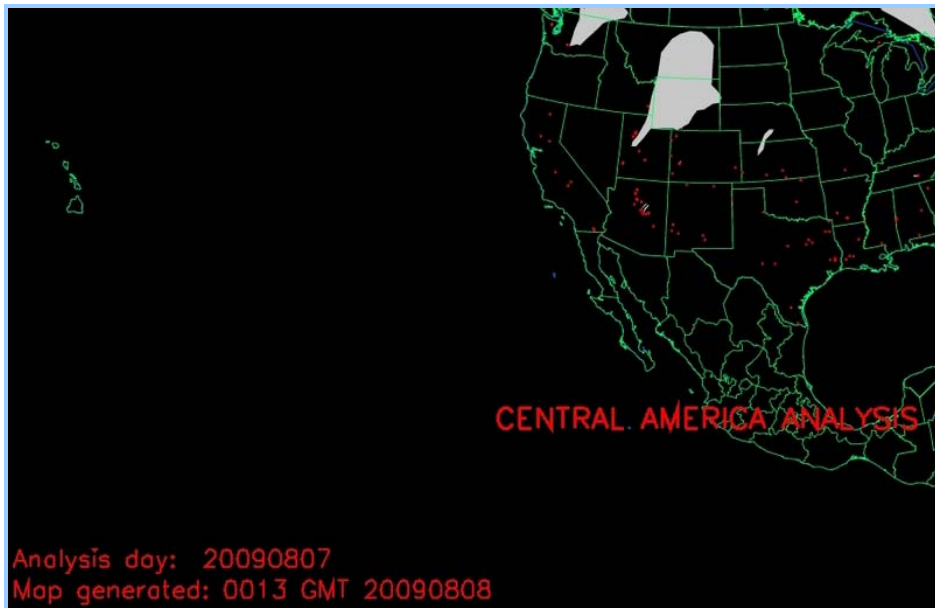 CENTRAL AMERICA ANALYSIS
Analysis day: 20090807
Map generated: 0013 GMT 20090808